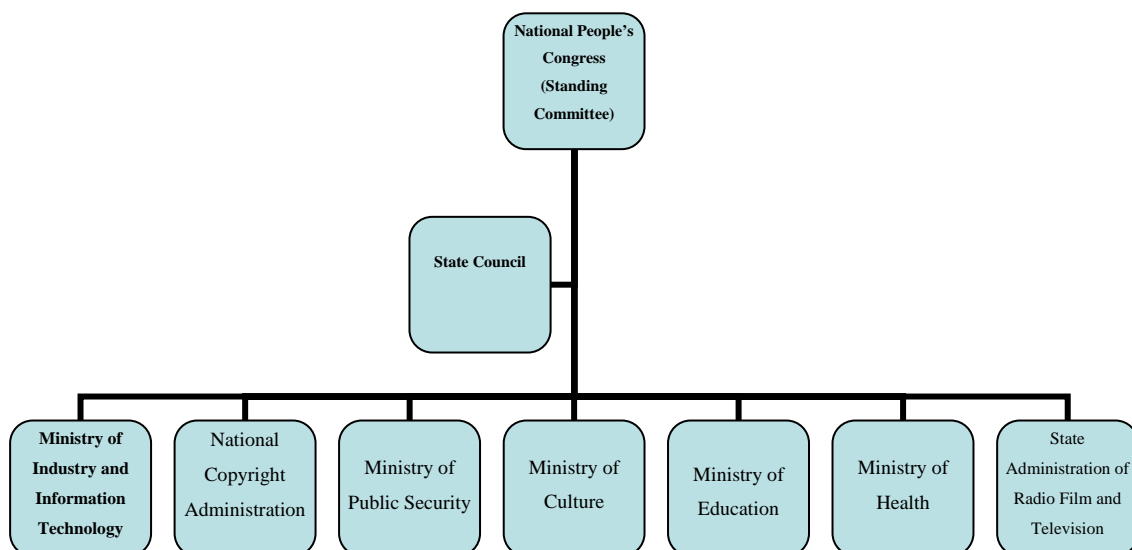 National People's
Congress
(Standing
Committee)
State Council
Ministry of
Industry and
Information
Technology
National
Copyright
Administration
Ministry of
Public Security
Ministry of
Culture
Ministry of
Education
Ministry of
Health
State
Administration of
Radio Film and
Television